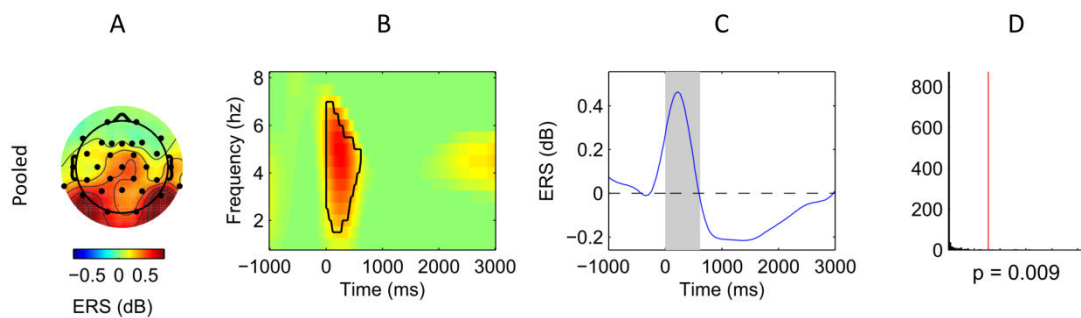 A
B
C
D
Pooled
−0.5 0 0.5
ERS (dB)
Frequency (hz)
8
6
4
2
−1000 0 1000 2000 3000
Time (ms)
ERS (dB)
0.4
0.2
0
−0.2
−1000 0 1000 2000 3000
Time (ms)
800
600
400
200
0
p = 0.009